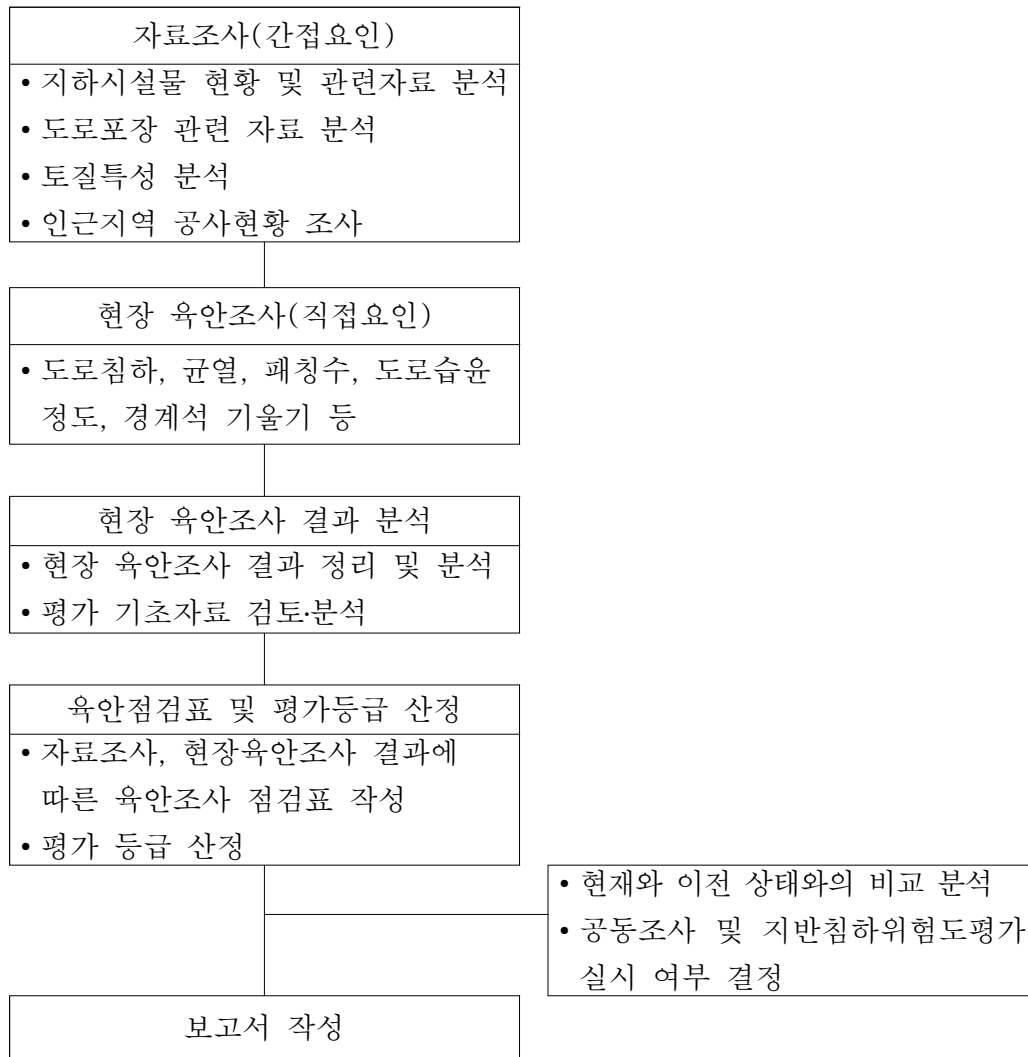 자료조사(간접요인)
• 지하시설물 현황 및 관련자료 분석
• 도로포장 관련 자료 분석
• 토질특성 분석
• 인근지역 공사현황 조사
현장 육안조사(직접요인)
• 도로침하, 균열, 패칭수, 도로습윤
정도, 경계석 기울기 등
현장 육안조사 결과 분석
• 현장 육안조사 결과 정리 및 분석
• 평가 기초자료 검토·분석
육안점검표 및 평가등급 산정
• 자료조사, 현장육안조사 결과에
따른 육안조사 점검표 작성
• 평가 등급 산정
• 현재와 이전 상태와의 비교 분석
• 공동조사 및 지반침하위험도평가
실시 여부 결정
보고서 작성